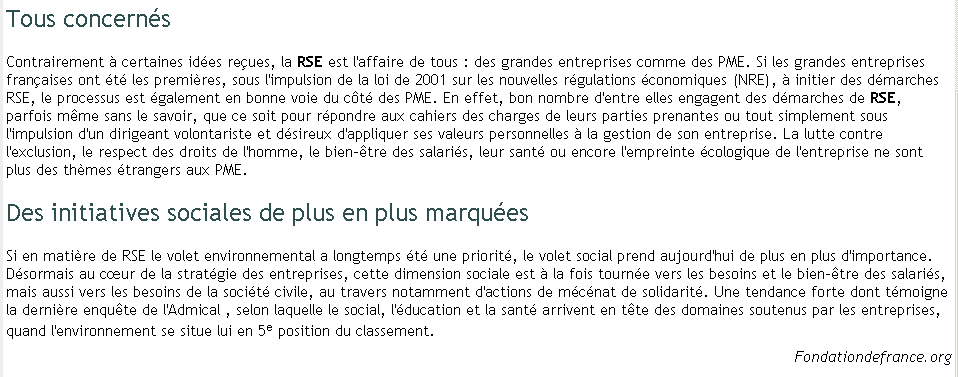 Tous concernés
Contrairement à certaines idées reçues, la RSE est l'affaire de tous : des grandes entreprises comme des PME. Si les grandes entreprises
françaises ont été les premières, sous l'impulsion de la loi de 2001 sur les nouvelles régulations économiques (NRE), à initier des démarches
RSE, le processus est également en bonne voie du côté des PME. En effet, bon nombre d'entre elles engagent des démarches de RSE,
parfois même sans le savoir, que ce soit pour répondre aux cahiers des charges de leurs parties prenantes ou tout simplement sous
l'impulsion d'un dirigeant volontariste et désireux d'appliquer ses valeurs personnelles à la gestion de son entreprise. La lutte contre
l'exclusion, le respect des droits de l'homme, le bien-être des salariés, leur santé ou encore l'empreinte écologique de l'entreprise ne sont
plus des thèmes étrangers aux PME.
Des initiatives sociales de plus en plus marquées
Si en matière de RSE le volet environnemental a longtemps été une priorité, le volet social prend aujourd'hui de plus en plus d'importance.
Désormais au cœur de la stratégie des entreprises, cette dimension sociale est à la fois tournée vers les besoins et le bien-être des salariés,
mais aussi vers les besoins de la société civile, au travers notamment d'actions de mécénat de solidarité. Une tendance forte dont témoigne
la dernière enquête de l'Admical , selon laquelle le social, l'éducation et la santé arrivent en tête des domaines soutenus par les entreprises,
quand l'environnement se situe lui en 5e position du classement.
Fondationdefrance.org